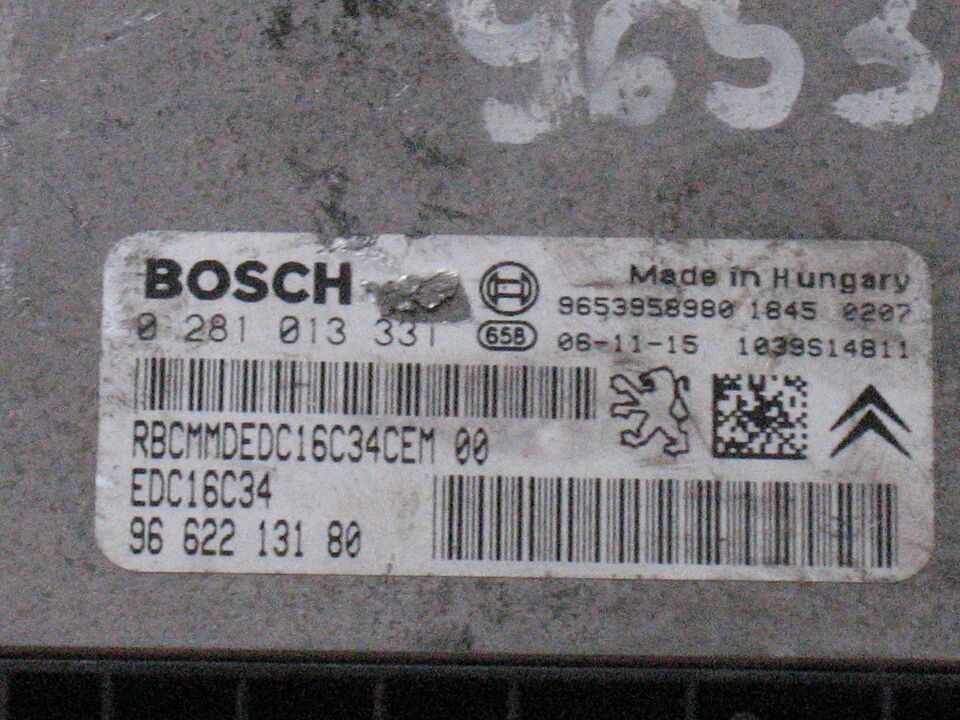 9653
BOSCH
0 281 013 331
658
Made in Hungary
9653958980 1845 0207
06-11-15 1039S14811
RBCMMDEDC16C34CEM 00
EDC16C34
96 622 131 80